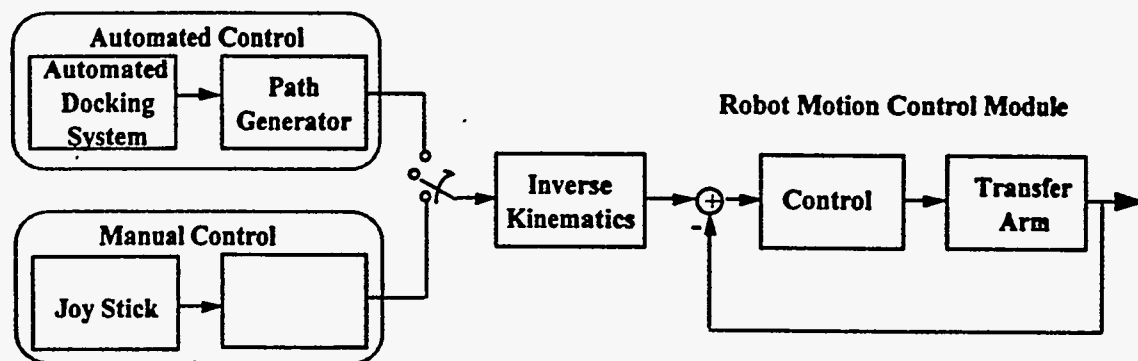 Automated Control
Automated
Docking
System
Path
Generator
Robot Motion Control Module
Inverse
Kinematics
+
-
Control
Transfer
Arm
Manual Control
Joy Stick